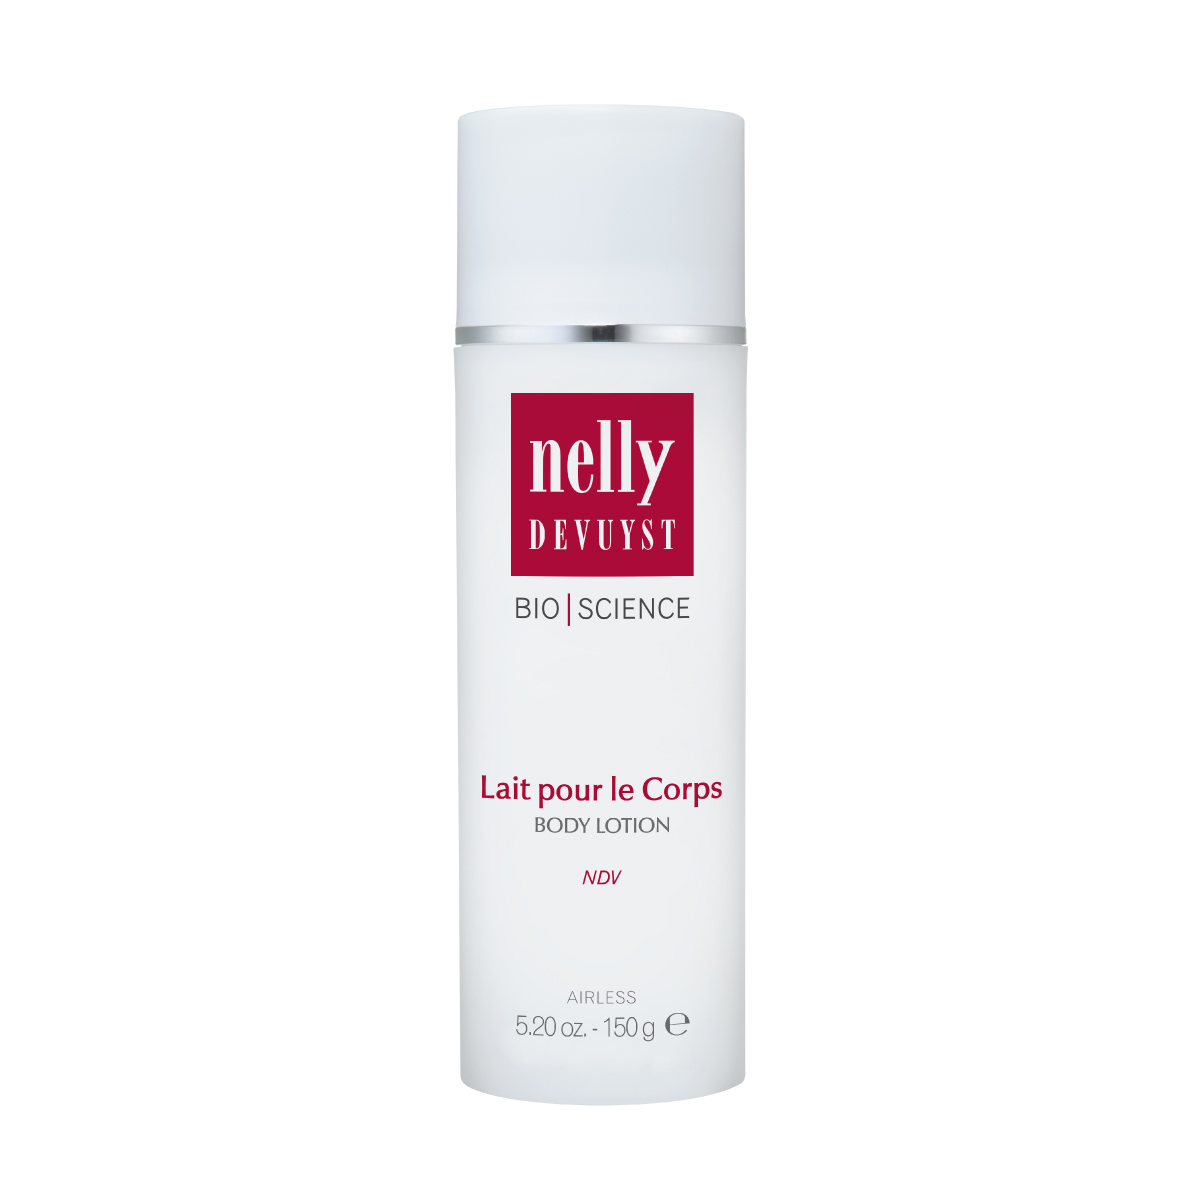 nelly
DEVUYST
BIO | SCIENCE
Lait pour le Corps
BODY LOTION
NDV
AIRLESS
5.20 oz. - 150 g ℮